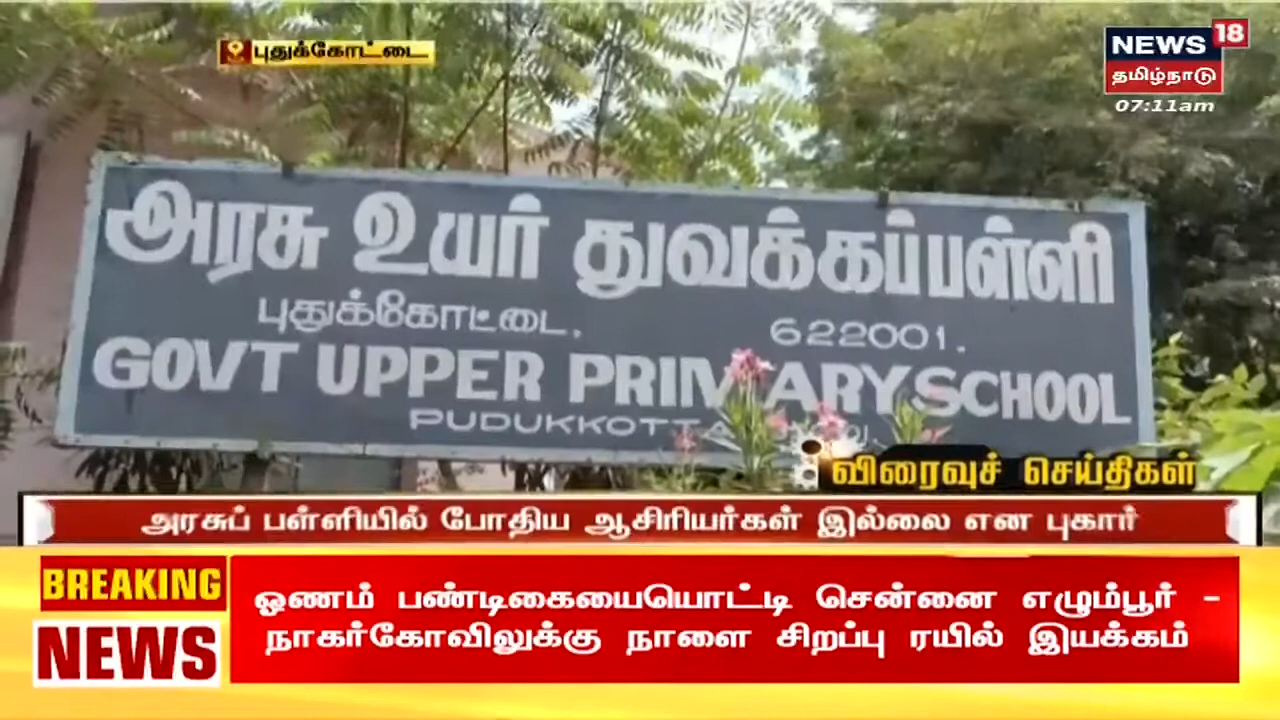 புதுக்கோட்டை
NEWS 18
தமிழ்நாடு
07:11am
அரசு உயர் துவக்கப்பள்ளி
புதுக்கோட்டை. 622001.
GOVT UPPER PRIMARY SCHOOL
விரைவுச் செய்திகள்
அரசுப் பள்ளியில் போதிய ஆசிரியர்கள் இல்லை என புகார்
BREAKING
NEWS
ஓணம் பண்டிகையையொட்டி சென்னை எழும்பூர் -
நாகர்கோவிலுக்கு நாளை சிறப்பு ரயில் இயக்கம்